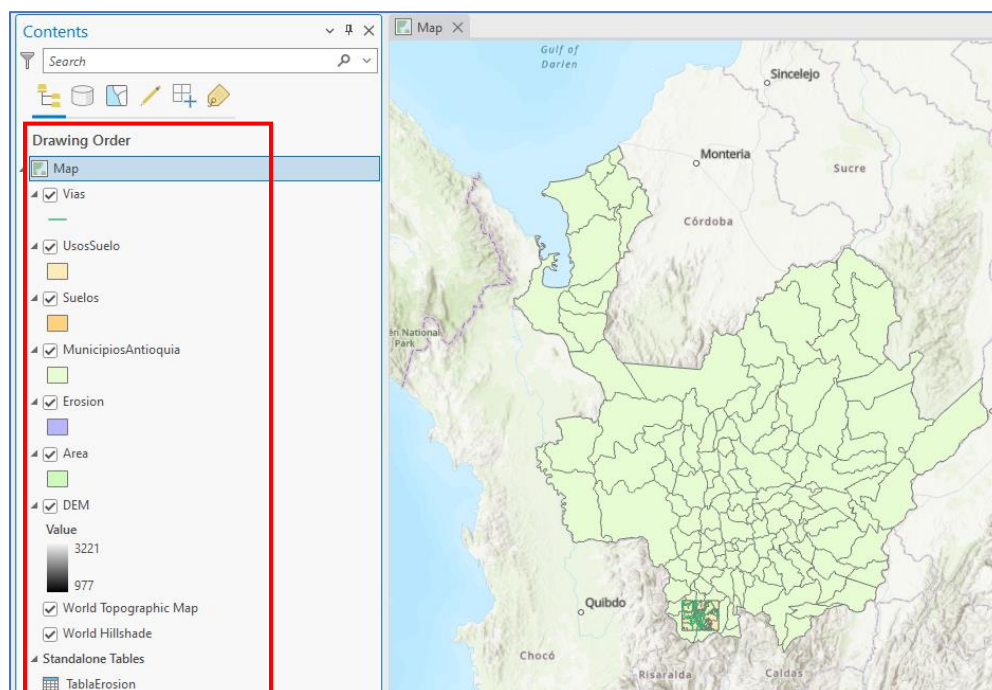 Contents
Search
Drawing Order
Map
Vias
UsosSuelo
Suelos
MunicipiosAntioquia
Erosion
Area
DEM
Value
3221
977
World Topographic Map
World Hillshade
Standalone Tables
TablaErosion
Map
Gulf of
Darien
Sincelejo
Monteria
Sucre
Córdoba
National
Park
Quibdo
Chocó
Risaralda
Caldas